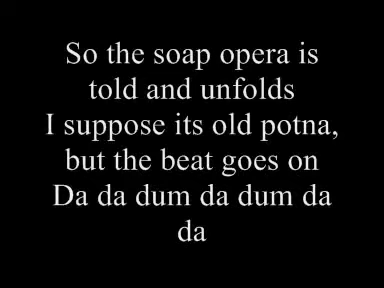 So the soap opera is
told and unfolds
I suppose its old potna,
but the beat goes on
Da da dum da dum da
da